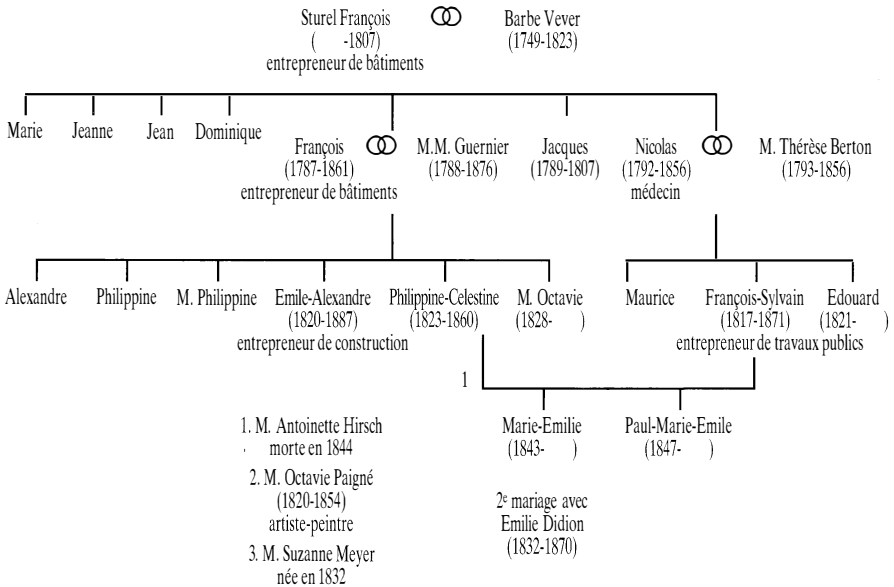 Sturel François
( -1807)
entrepreneur de bâtiments
Barbe Vever
(1749-1823)
Marie
Jeanne
Jean
Dominique
François
(1787-1861)
entrepreneur de bâtiments
M.M. Guernier
(1788-1876)
Jacques
(1789-1807)
Nicolas
(1792-1856)
médecin
M. Thérèse Berton
(1793-1856)
Alexandre
Philippine
M. Philippine
Emile-Alexandre
(1820-1887)
entrepreneur de construction
Philippine-Celestine
(1823-1860)
M. Octavie
(1828- )
Maurice
François-Sylvain
(1817-1871)
entrepreneur de travaux publics
Edouard
(1821- )
1
1. M. Antoinette Hirsch
morte en 1844
2. M. Octavie Paigné
(1820-1854)
artiste-peintre
3. M. Suzanne Meyer
née en 1832
Marie-Emilie
(1843- )
Paul-Marie-Emile
(1847- )
2e mariage avec
Emilie Didion
(1832-1870)